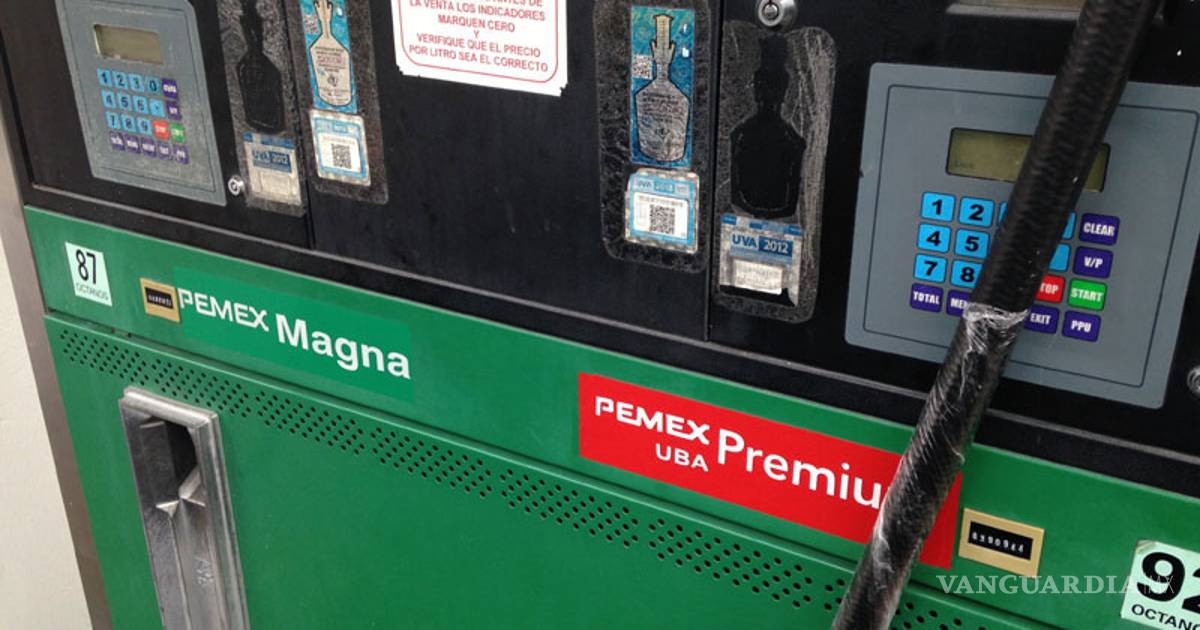 LA VENTA LOS INDICADORES
MARQUEN CERO
Y
VERIFIQUE QUE EL PRECIO
POR LITRO SEA EL CORRECTO
1 2 3 0
4 5 6
7 8 9
UVA 2012
UVA 2012
UVA 2012
1 2
CLEAR
4 5
V/P
7 8
START
TOTAL
EXIT
PPU
87
OCTANOS
PEMEX Magna
PEMEX
UBA
Premiu
92
OCTANO
VANGUARDIA MX